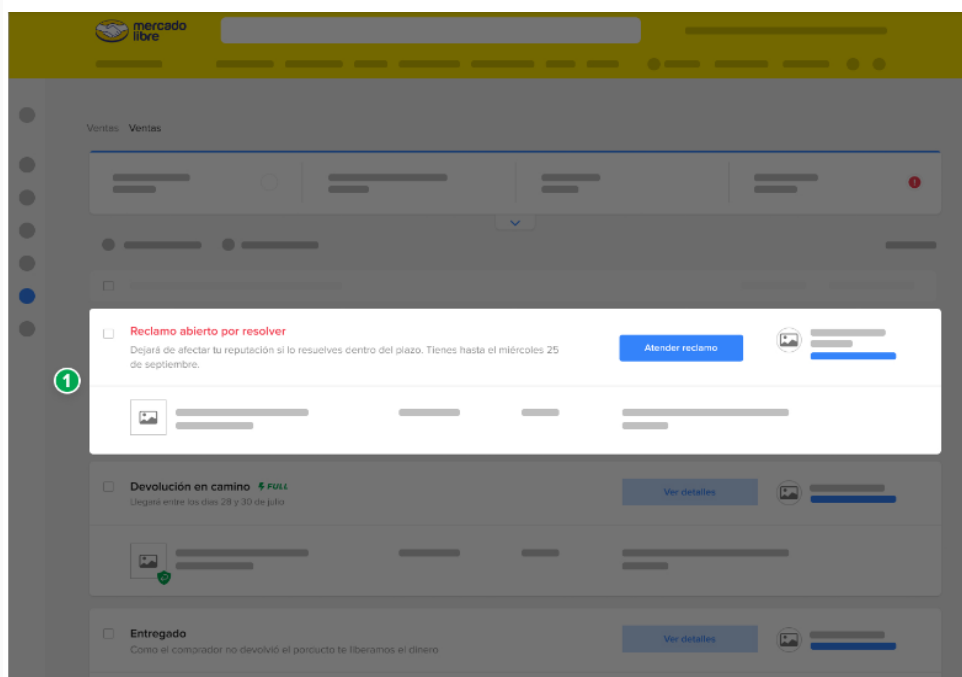 mercado
libre
Ventas Ventas
Reclamo abierto por resolver
Dejará de afectar tu reputación si lo resuelves dentro del plazo. Tienes hasta el miércoles 25
de septiembre.
Atender reclamo
1
Devolución en camino FULL
Llegará entre los días 28 y 30 de julio
Ver detalles
Entregado
Como el comprador no devolvió el porducto te liberamos el dinero
Ver detalles